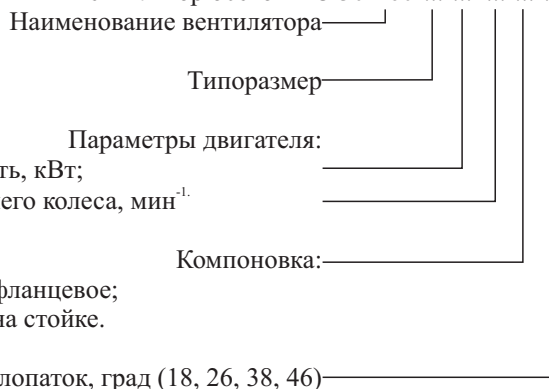 Наименование вентилятора
Типоразмер
Параметры двигателя:
ть, кВт;
его колеса, мин-1.
Компоновка:
фланцевое;
на стойке.
лопаток, град (18, 26, 38, 46)